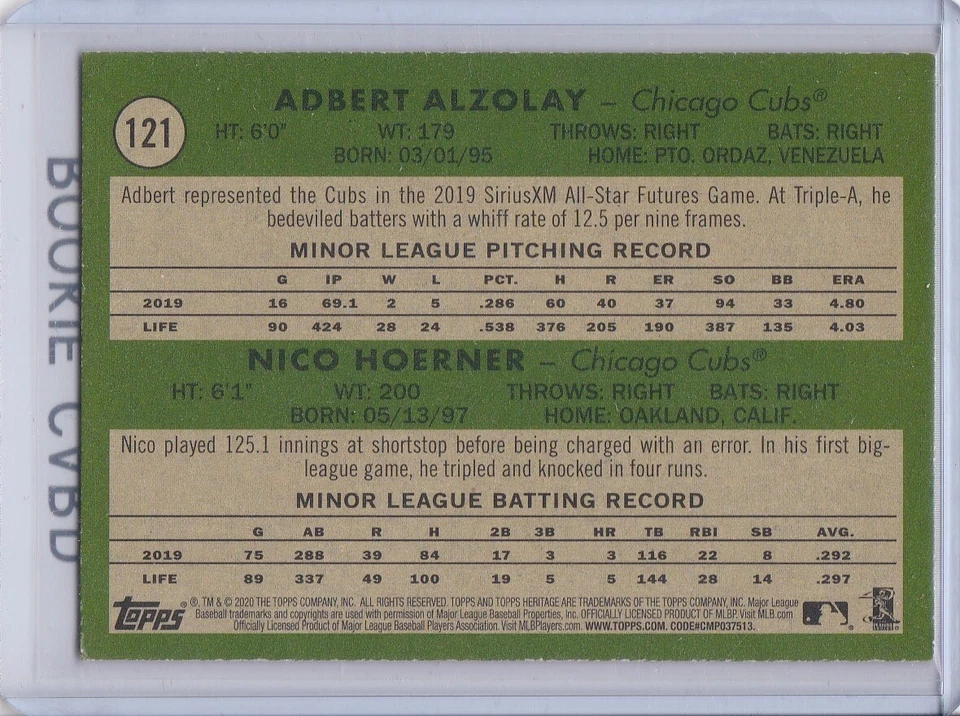 ADBERT ALZOLAY – Chicago Cubs®
121
HT: 6'0" WT: 179 THROWS: RIGHT BATS: RIGHT
BORN: 03/01/95 HOME: PTO. ORDAZ, VENEZUELA
Adbert represented the Cubs in the 2019 SiriusXM All-Star Futures Game. At Triple-A, he
bedeviled batters with a whiff rate of 12.5 per nine frames.
MINOR LEAGUE PITCHING RECORD
G IP W L PCT. H R ER SO BB ERA
2019 16 69.1 2 5 .286 60 40 37 94 33 4.80
LIFE 90 424 28 24 .538 376 205 190 387 135 4.03
NICO HOERNER – Chicago Cubs®
HT: 6'1" WT: 200 THROWS: RIGHT BATS: RIGHT
BORN: 05/13/97 HOME: OAKLAND, CALIF.
Nico played 125.1 innings at shortstop before being charged with an error. In his first big-
league game, he tripled and knocked in four runs.
MINOR LEAGUE BATTING RECORD
G AB R H 2B 3B HR TB RBI SB AVG.
2019 75 288 39 84 17 3 3 116 22 8 .292
LIFE 89 337 49 100 19 5 5 144 28 14 .297
topps ®, TM & © 2020 THE TOPPS COMPANY, INC. ALL RIGHTS RESERVED. TOPPS AND TOPPS HERITAGE ARE TRADEMARKS OF THE TOPPS COMPANY, INC. Major League
Baseball trademarks and copyrights are used with permission of Major League Baseball Properties, Inc. OFFICIALLY LICENSED PRODUCT OF MLBP. Visit MLB.com
Officially Licensed Product of Major League Baseball Players Association. Visit MLBPlayers.com. WWW.TOPPS.COM. CODE#CMP037513.